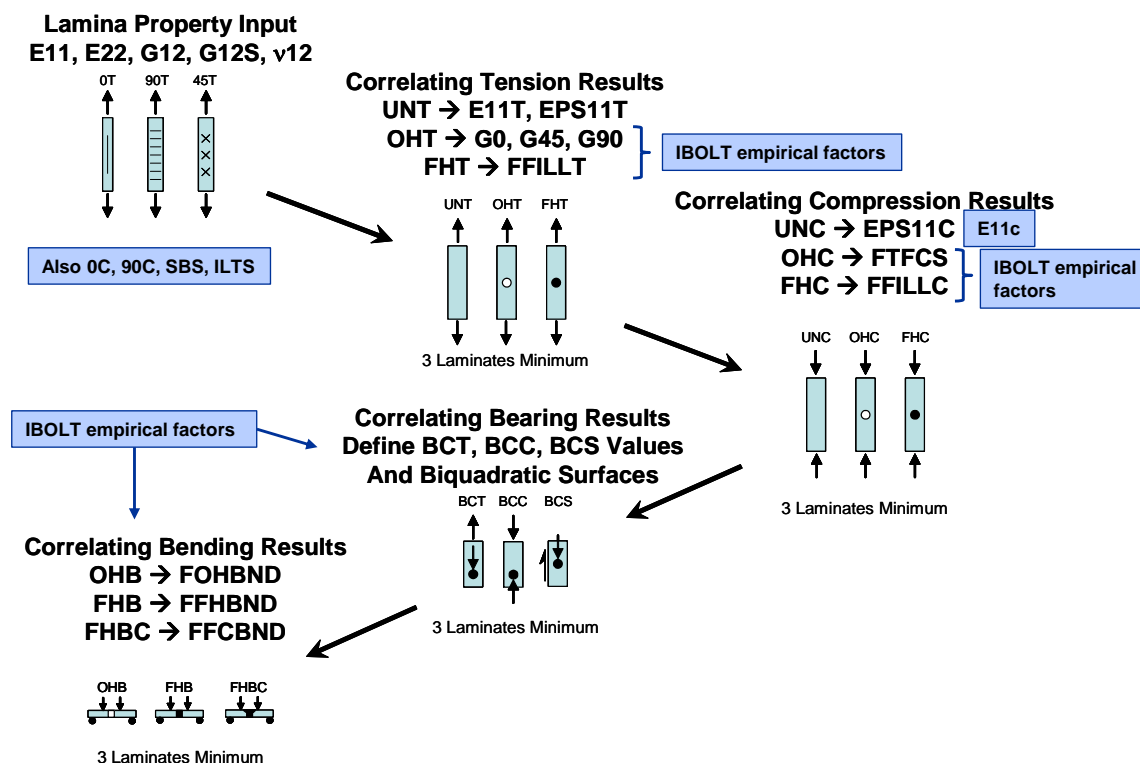 Lamina Property Input
E11, E22, G12, G12S, ν12
0T 90T 45T
Also 0C, 90C, SBS, ILTS
Correlating Tension Results
UNT → E11T, EPS11T
OHT → G0, G45, G90
FHT → FFILLT
IBOLT empirical factors
UNT OHT FHT
3 Laminates Minimum
Correlating Compression Results
UNC → EPS11C
E11c
OHC → FTFCS
FHC → FFILLC
IBOLT empirical
factors
UNC OHC FHC
3 Laminates Minimum
IBOLT empirical factors
Correlating Bearing Results
Define BCT, BCC, BCS Values
And Biquadratic Surfaces
BCT BCC BCS
3 Laminates Minimum
Correlating Bending Results
OHB → FOHBND
FHB → FFHBND
FHBC → FFCBND
OHB FHB FHBC
3 Laminates Minimum